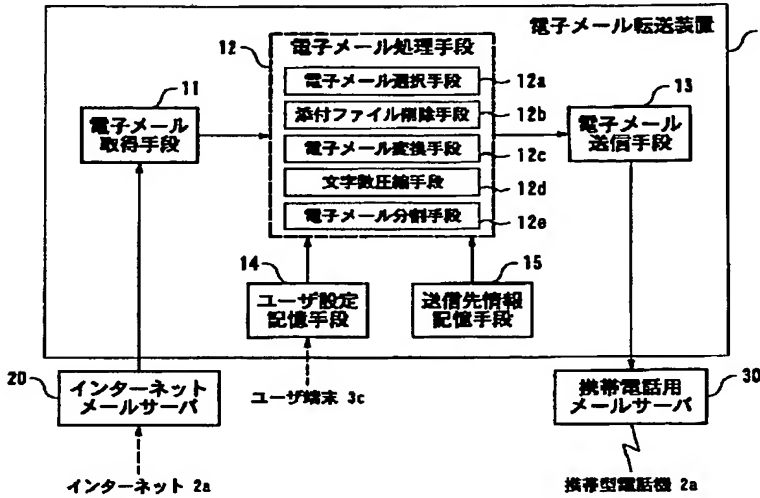 電子メール転送装置
12
電子メール処理手段
電子メール選択手段
12a
添付ファイル削除手段
12b
電子メール変換手段
12c
文字数圧縮手段
12d
電子メール分割手段
12e
11
電子メール
取得手段
13
電子メール
送信手段
14
ユーザ設定
記憶手段
15
送信先情報
記憶手段
20
インターネット
メールサーバ
ユーザ端末 3c
携帯電話用
メールサーバ
30
インターネット 2a
携帯型電話機 2a